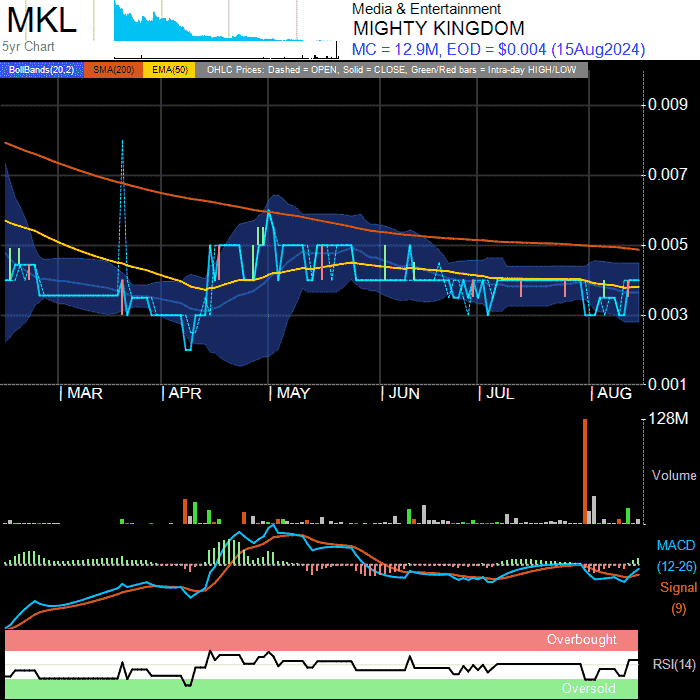 MKL
5yr Chart
Media & Entertainment
MIGHTY KINGDOM
MC = 12.9M, EOD = $0.004 (15Aug2024)
BollBands(20,2) SMA(200) EMA(50) OHLC Prices: Dashed = OPEN, Solid = CLOSE, Green/Red bars = Intra-day HIGH/LOW
0.009
0.007
0.005
0.003
0.001
MAR APR MAY JUN JUL AUG
128M
Volume
MACD
(12-26)
Signal
(9)
Overbought
RSI(14)
Oversold